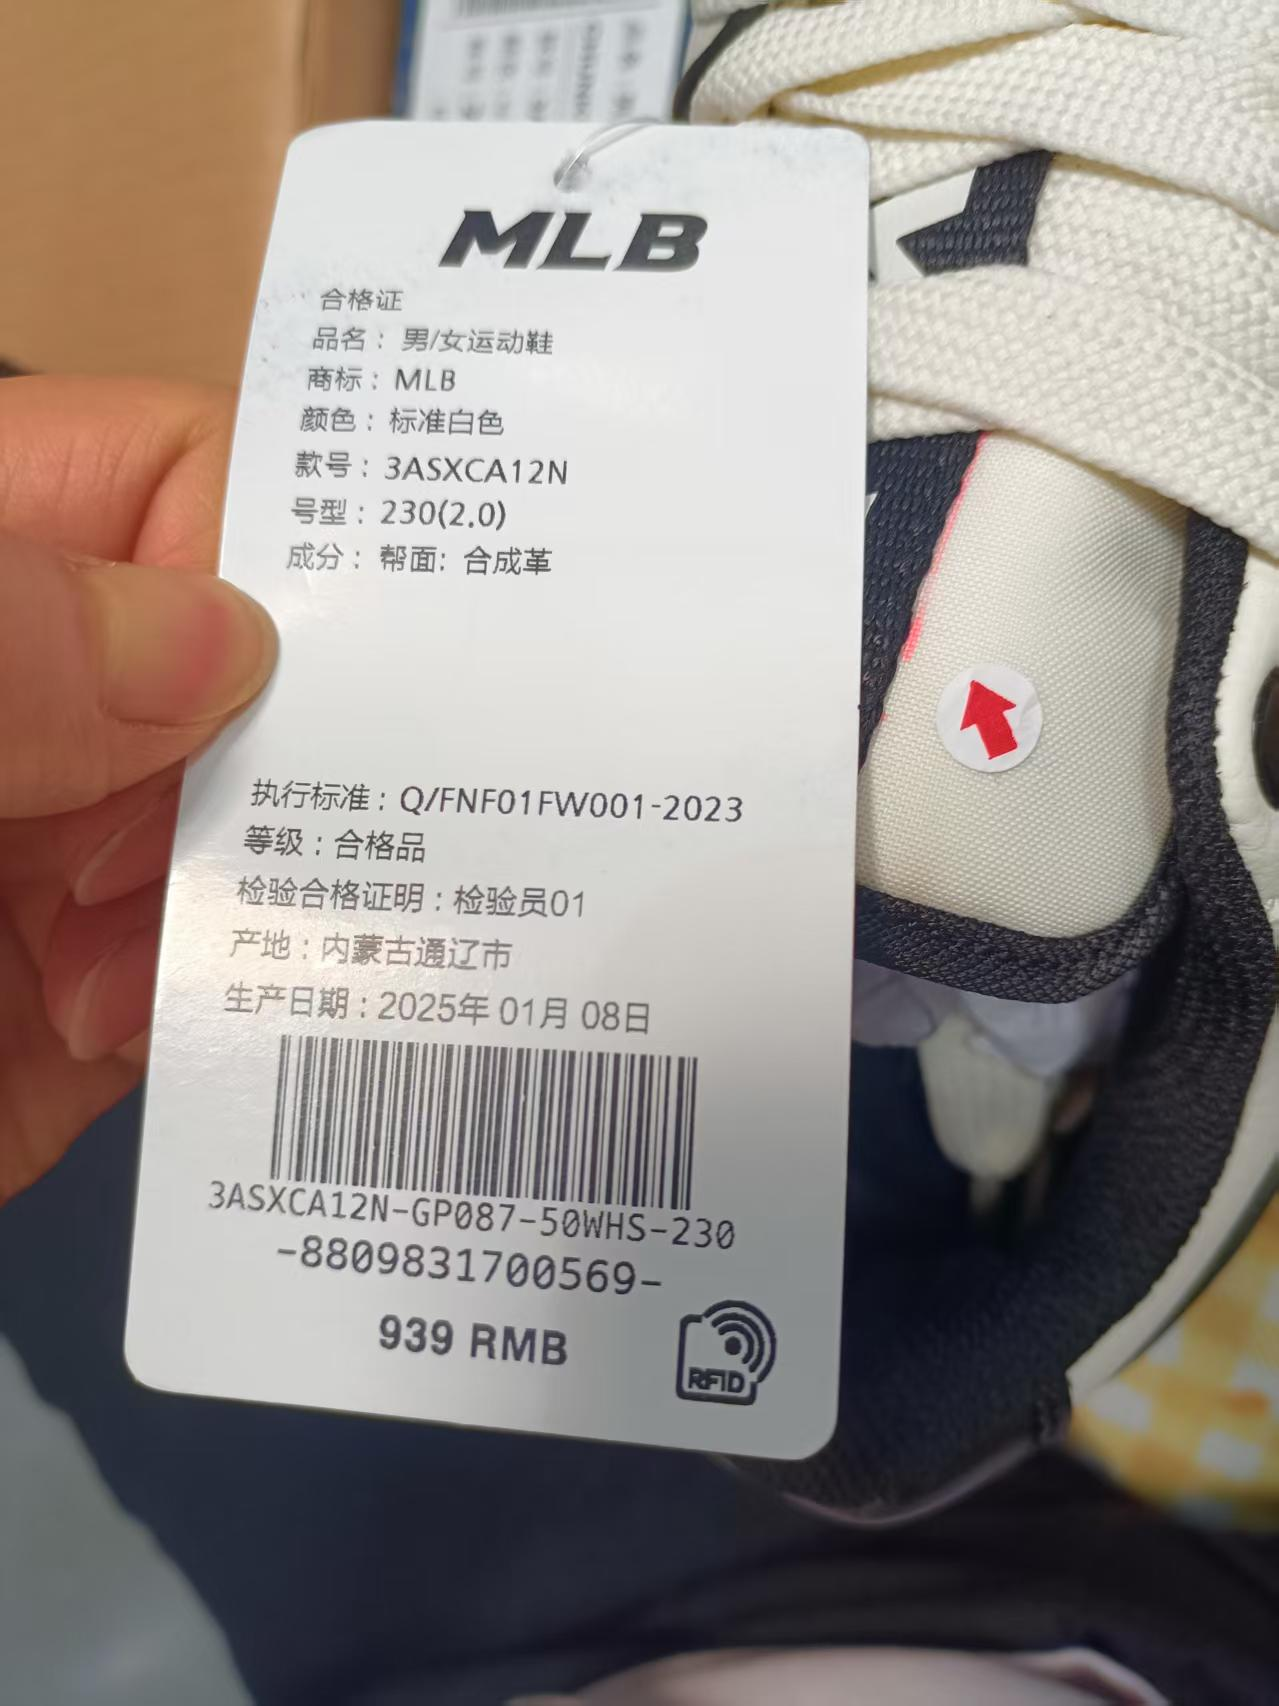 MLB
合格证
品名：男/女运动鞋
商标：MLB
颜色：标准白色
款号：3ASXCA12N
号型：230(2.0)
成分：帮面: 合成革
执行标准：Q/FNF01FW001-2023
等级：合格品
检验合格证明：检验员01
产地：内蒙古通辽市
生产日期：2025年 01月 08日
3ASXCA12N-GP087-50WHS-230
-8809831700569-
939 RMB
RFID